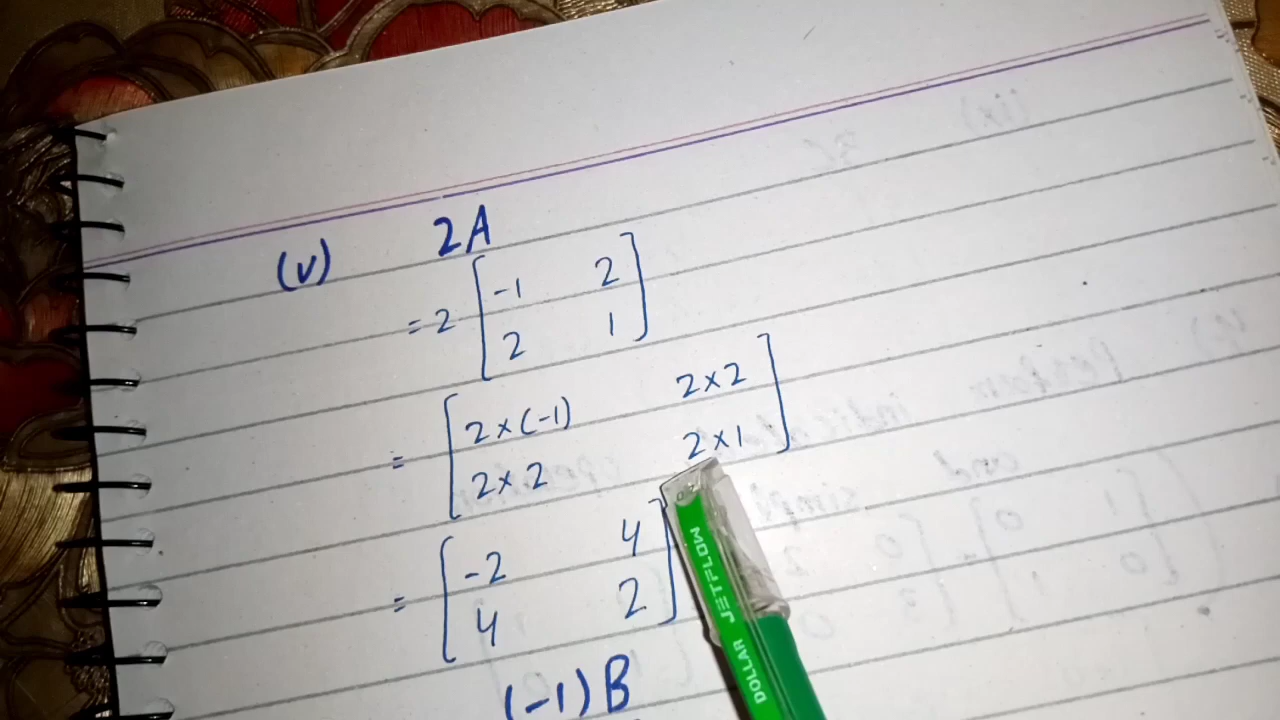 (v) 2A
= 2 [ -1 2
2 1 ]
= [ 2×(-1) 2×2
2×2 2×1 ]
= [ -2 4
4 2 ]
(-1)B
DOLLAR JETFLOW